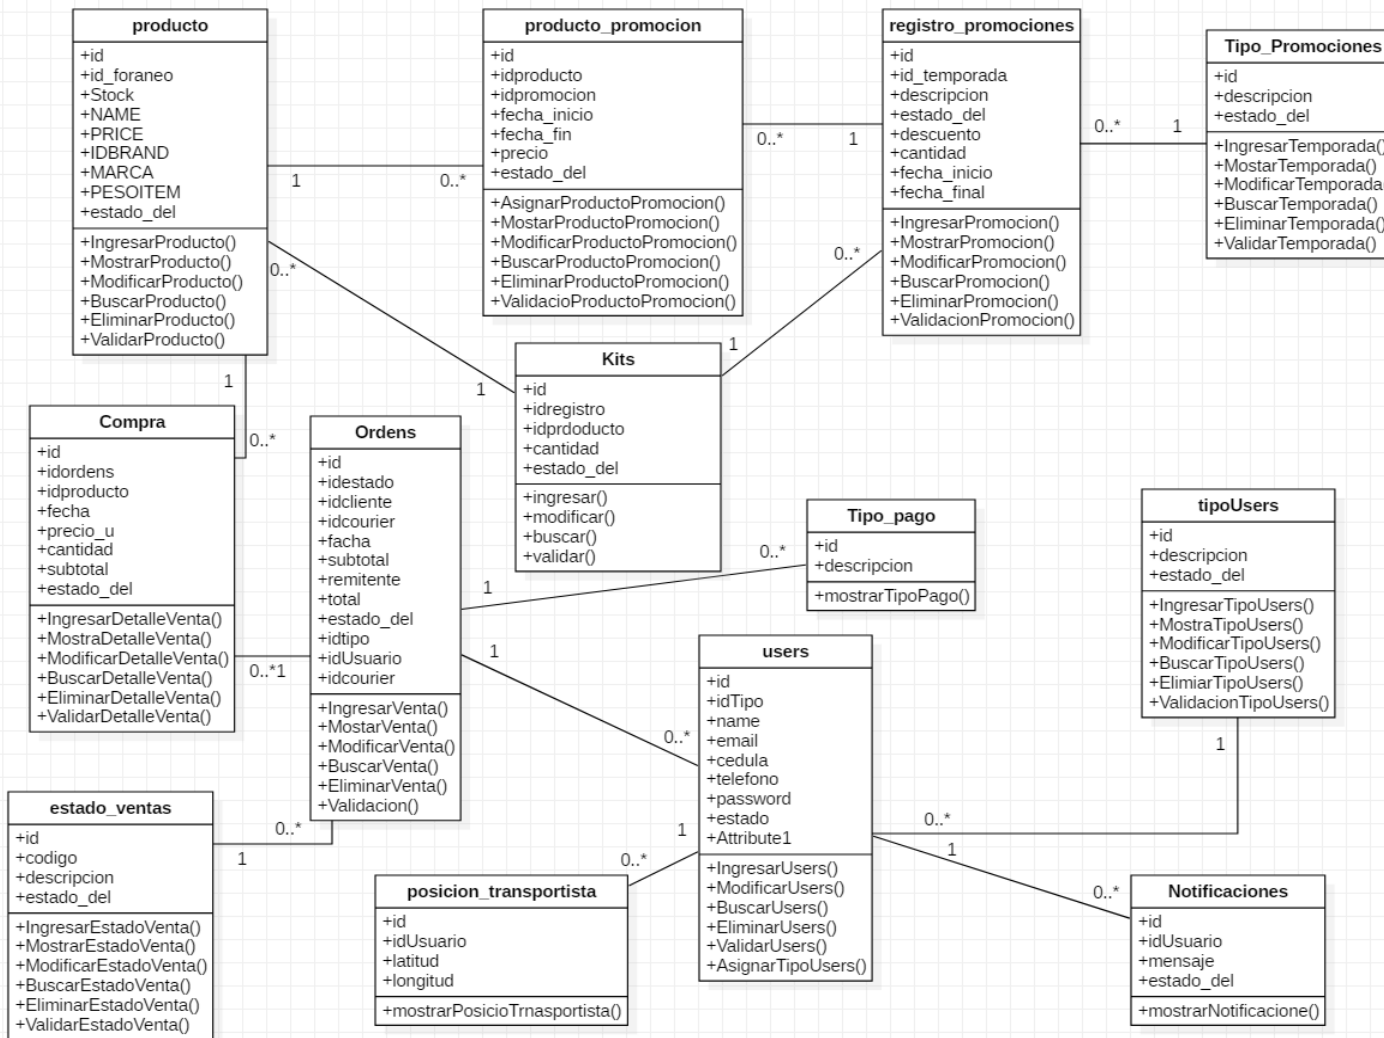 producto
+id
+id_foraneo
+Stock
+NAME
+PRICE
+IDBRAND
+MARCA
+PESOITEM
+estado_del
+IngresarProducto()
+MostrarProducto()
+ModificarProducto()
+BuscarProducto()
+EliminarProducto()
+ValidarProducto()
1
0..*
producto_promocion
+id
+idproducto
+idpromocion
+fecha_inicio
+fecha_fin
+precio
+estado_del
+AsignarProductoPromocion()
+MostarProductoPromocion()
+ModificarProductoPromocion()
+BuscarProductoPromocion()
+EliminarProductoPromocion()
+ValidacioProductoPromocion()
0..*
1
registro_promociones
+id
+id_temporada
+descripcion
+estado_del
+descuento
+cantidad
+fecha_inicio
+fecha_final
+IngresarPromocion()
+MostrarPromocion()
+ModificarPromocion()
+BuscarPromocion()
+EliminarPromocion()
+ValidacionPromocion()
0..*
1
Tipo_Promociones
+id
+descripcion
+estado_del
+IngresarTemporada()
+MostarTemporada()
+ModificarTemporada
+BuscarTemporada()
+EliminarTemporada()
+ValidarTemporada()
0..*
1
0..*
1
Kits
+id
+idregistro
+idprdoducto
+cantidad
+estado_del
+ingresar()
+modificar()
+buscar()
+validar()
1
0..*
Compra
+id
+idordens
+idproducto
+fecha
+precio_u
+cantidad
+subtotal
+estado_del
+IngresarDetalleVenta()
+MostraDetalleVenta()
+ModificarDetalleVenta()
+BuscarDetalleVenta()
+EliminarDetalleVenta()
+ValidarDetalleVenta()
0..*1
Ordens
+id
+idestado
+idcliente
+idcourier
+facha
+subtotal
+remitente
+total
+estado_del
+idtipo
+idUsuario
+idcourier
+IngresarVenta()
+MostarVenta()
+ModificarVenta()
+BuscarVenta()
+EliminarVenta()
+Validacion()
1
0..*
Tipo_pago
+id
+descripcion
+mostrarTipoPago()
1
0..*
users
+id
+idTipo
+name
+email
+cedula
+telefono
+password
+estado
+Attribute1
+IngresarUsers()
+ModificarUsers()
+BuscarUsers()
+EliminarUsers()
+ValidarUsers()
+AsignarTipoUsers()
tipoUsers
+id
+descripcion
+estado_del
+IngresarTipoUsers()
+MostraTipoUsers()
+ModificarTipoUsers()
+BuscarTipoUsers()
+ElimiarTipoUsers()
+ValidacionTipoUsers()
1
0..*
estado_ventas
+id
+codigo
+descripcion
+estado_del
+IngresarEstadoVenta()
+MostrarEstadoVenta()
+ModificarEstadoVenta()
+BuscarEstadoVenta()
+EliminarEstadoVenta()
+ValidarEstadoVenta()
0..*
1
1
0..*
posicion_transportista
+id
+idUsuario
+latitud
+longitud
+mostrarPosicioTrnasportista()
1
0..*
Notificaciones
+id
+idUsuario
+mensaje
+estado_del
+mostrarNotificacione()